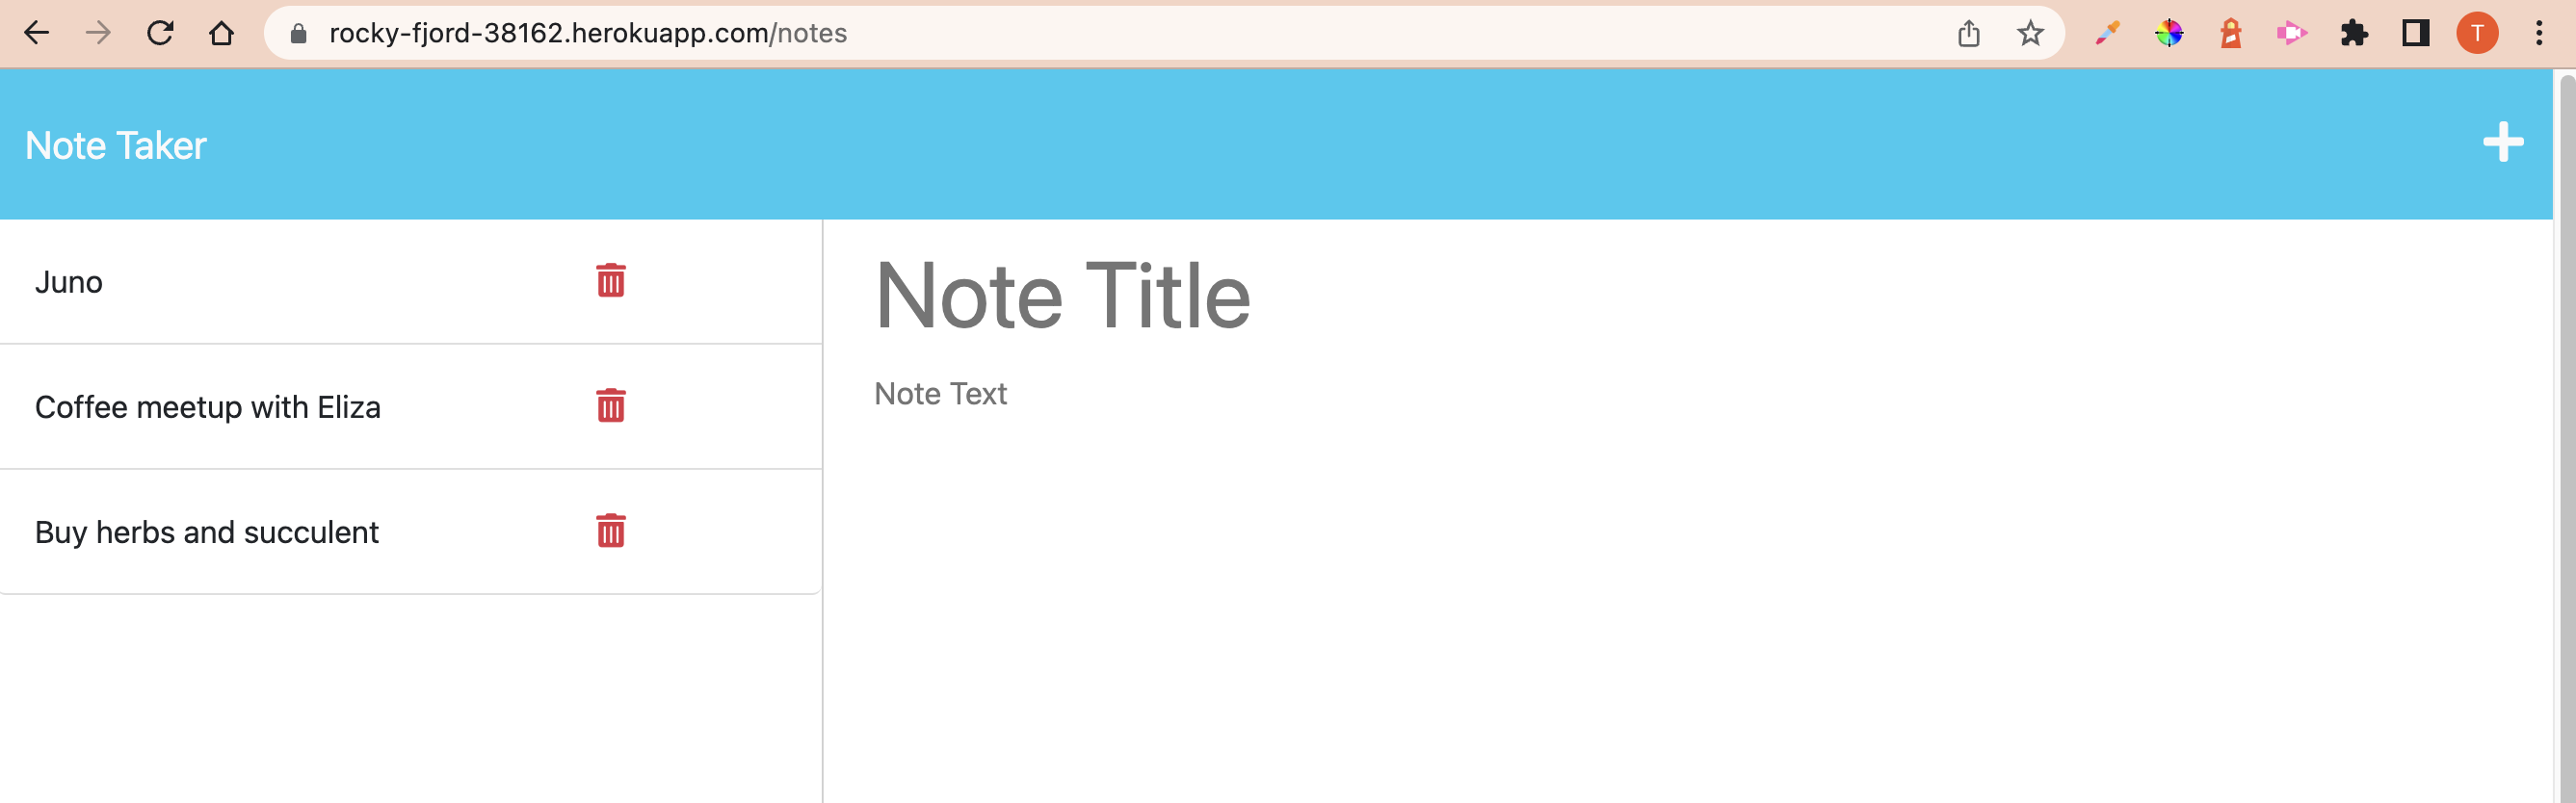 rocky-fjord-38162.herokuapp.com/notes
T
Note Taker
Juno
Coffee meetup with Eliza
Buy herbs and succulent
Note Title
Note Text